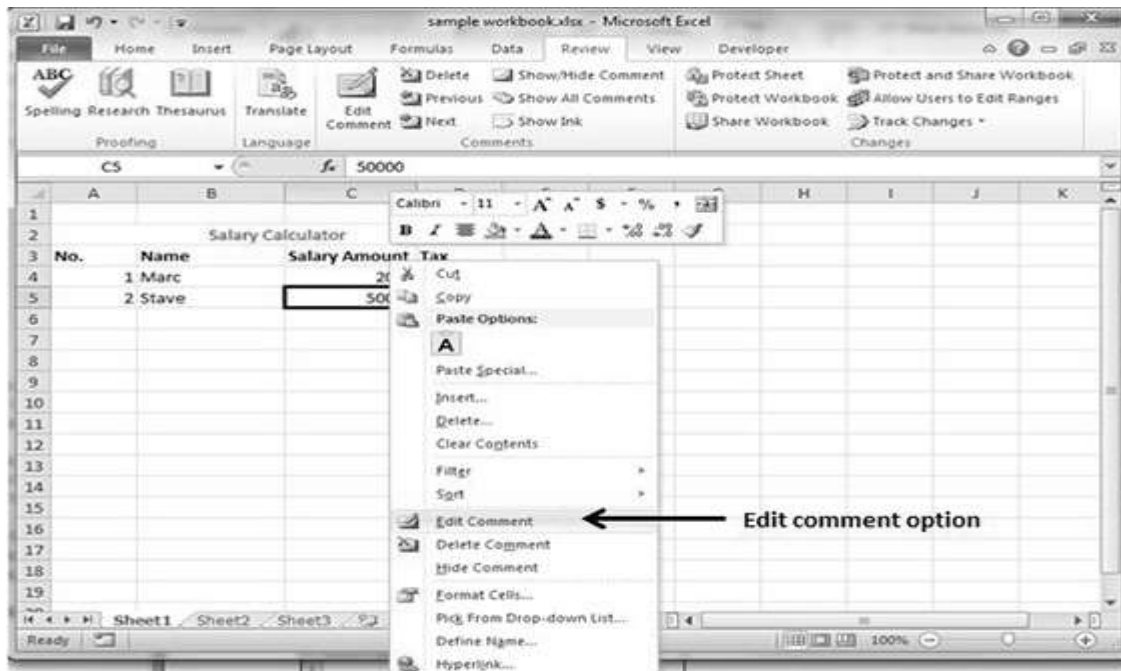 sample workbook.xlsx - Microsoft Excel
File Home Insert Page Layout Formulas Data Review View Developer
ABC
Spelling Research Thesaurus Translate Edit Comment
Delete Show/Hide Comment
Previous Show All Comments
Next Show Ink
Protect Sheet Protect and Share Workbook
Protect Workbook Allow Users to Edit Ranges
Share Workbook Track Changes
Proofing Language Comments Changes
C5 fx 50000
A B C H I J K
Calibri 11 A A $ % ,
B I A
1
2 Salary Calculator
3 No. Name Salary Amount Tax
4 1 Marc 20
5 2 Stave 500
6
7
8
9
10
11
12
13
14
15
16
17
18
19
Cut
Copy
Paste Options:
A
Paste Special...
Insert...
Delete...
Clear Contents
Filter
Sort
Edit Comment
Delete Comment
Hide Comment
Format Cells...
Pick From Drop-down List...
Define Name...
Hyperlink...
Edit comment option
Sheet1 Sheet2 Sheet3
Ready 100%